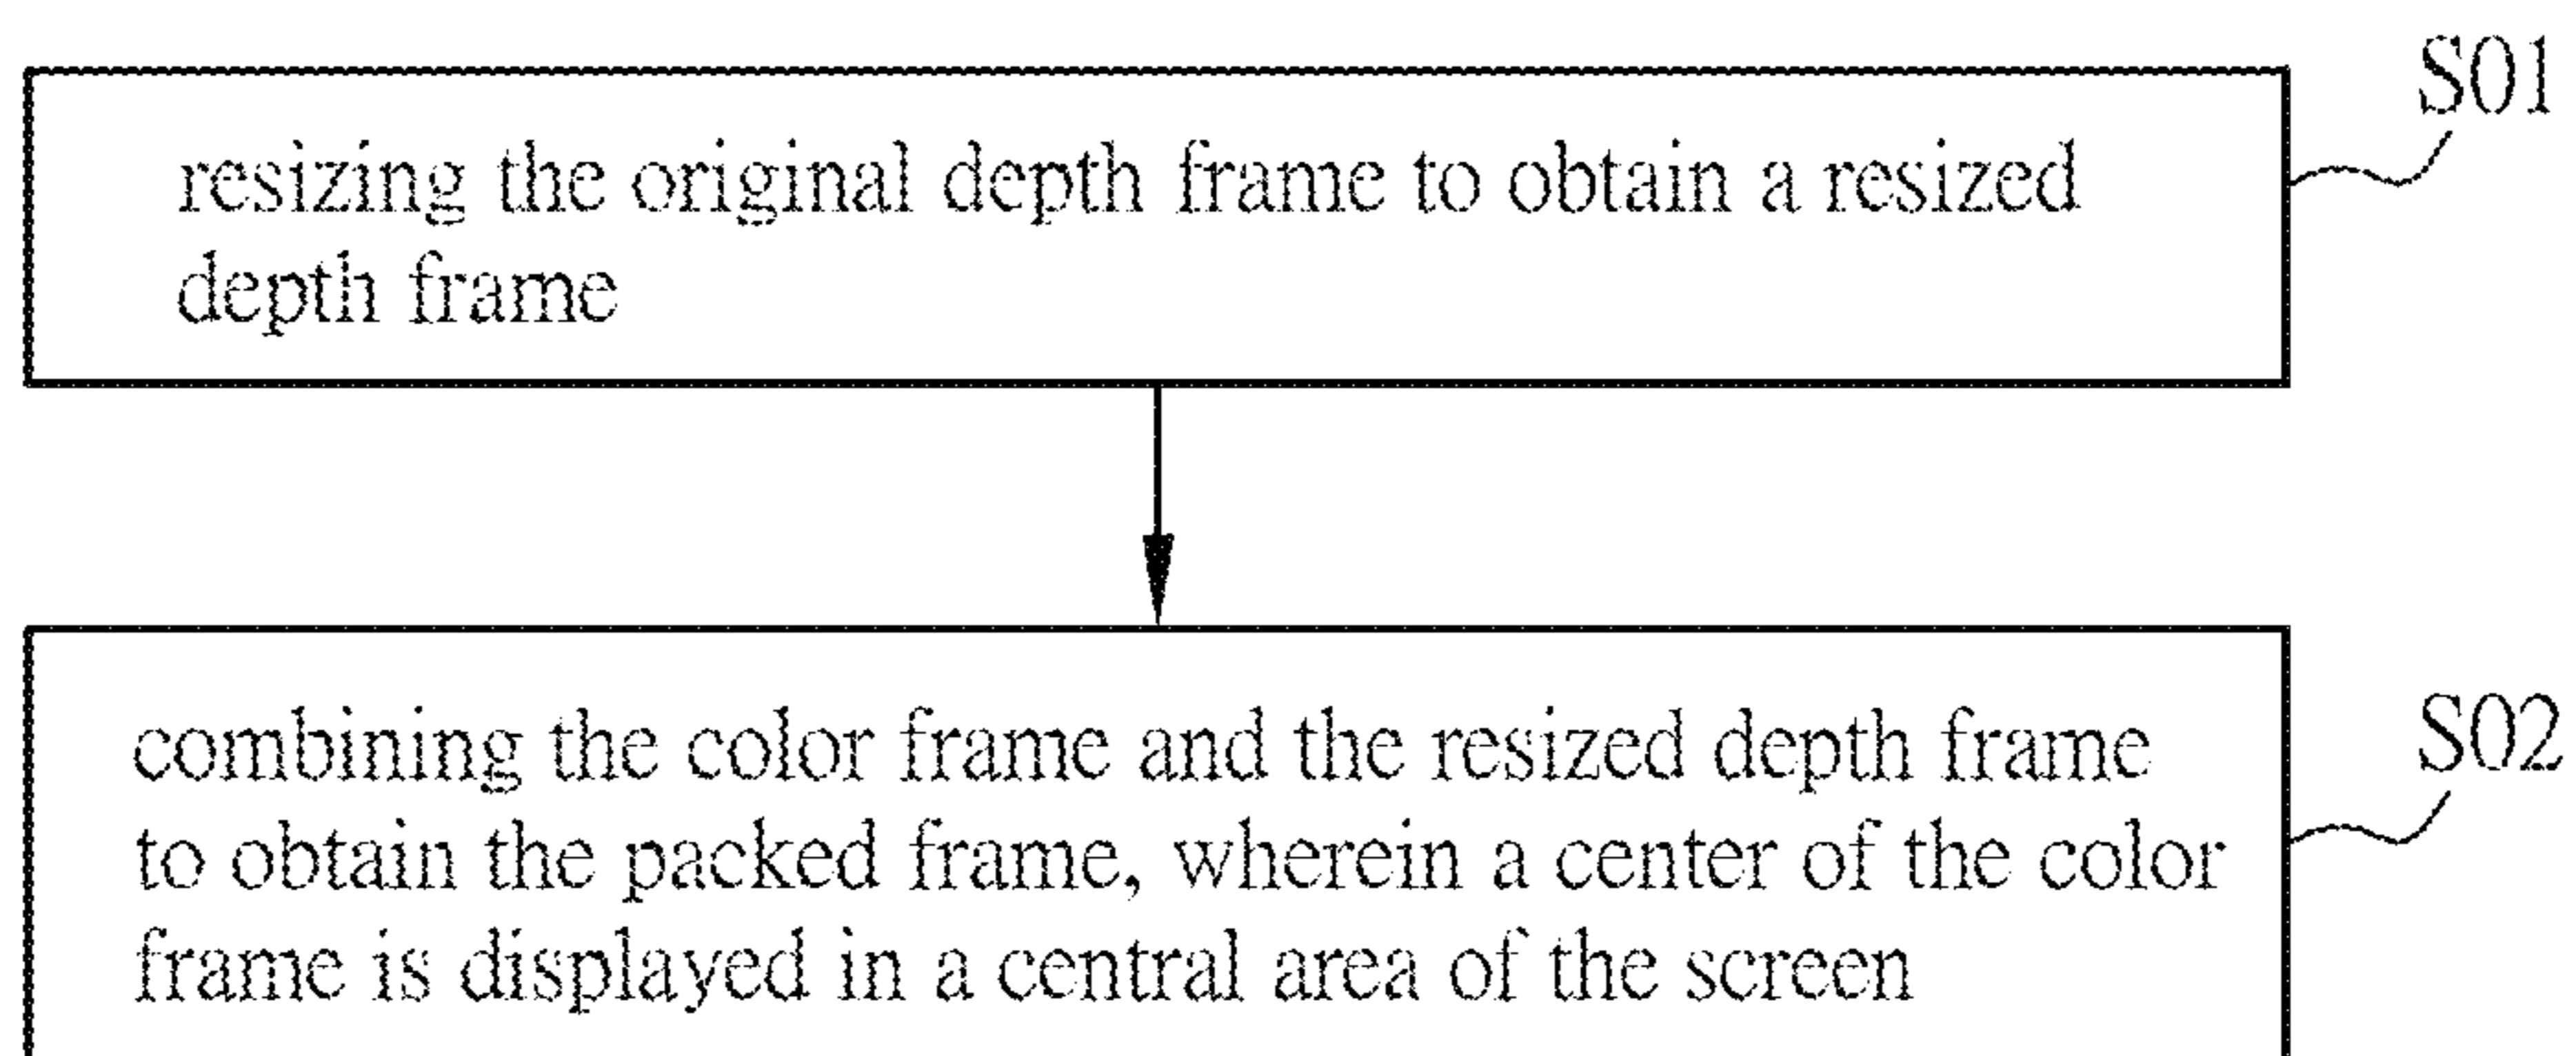 S01
resizing the original depth frame to obtain a resized
depth frame
S02
combining the color frame and the resized depth frame
to obtain the packed frame, wherein a center of the color
frame is displayed in a central area of the screen